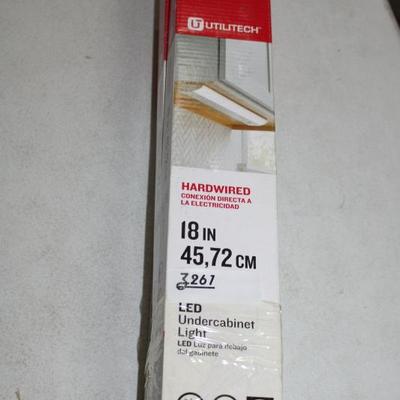 UTILITECH
HARDWIRED
CONEXIÓN DIRECTA A
LA ELECTRICIDAD
18 IN
45,72 CM
3261
LED
Undercabinet
Light
LED Luz para debajo
del gabinete